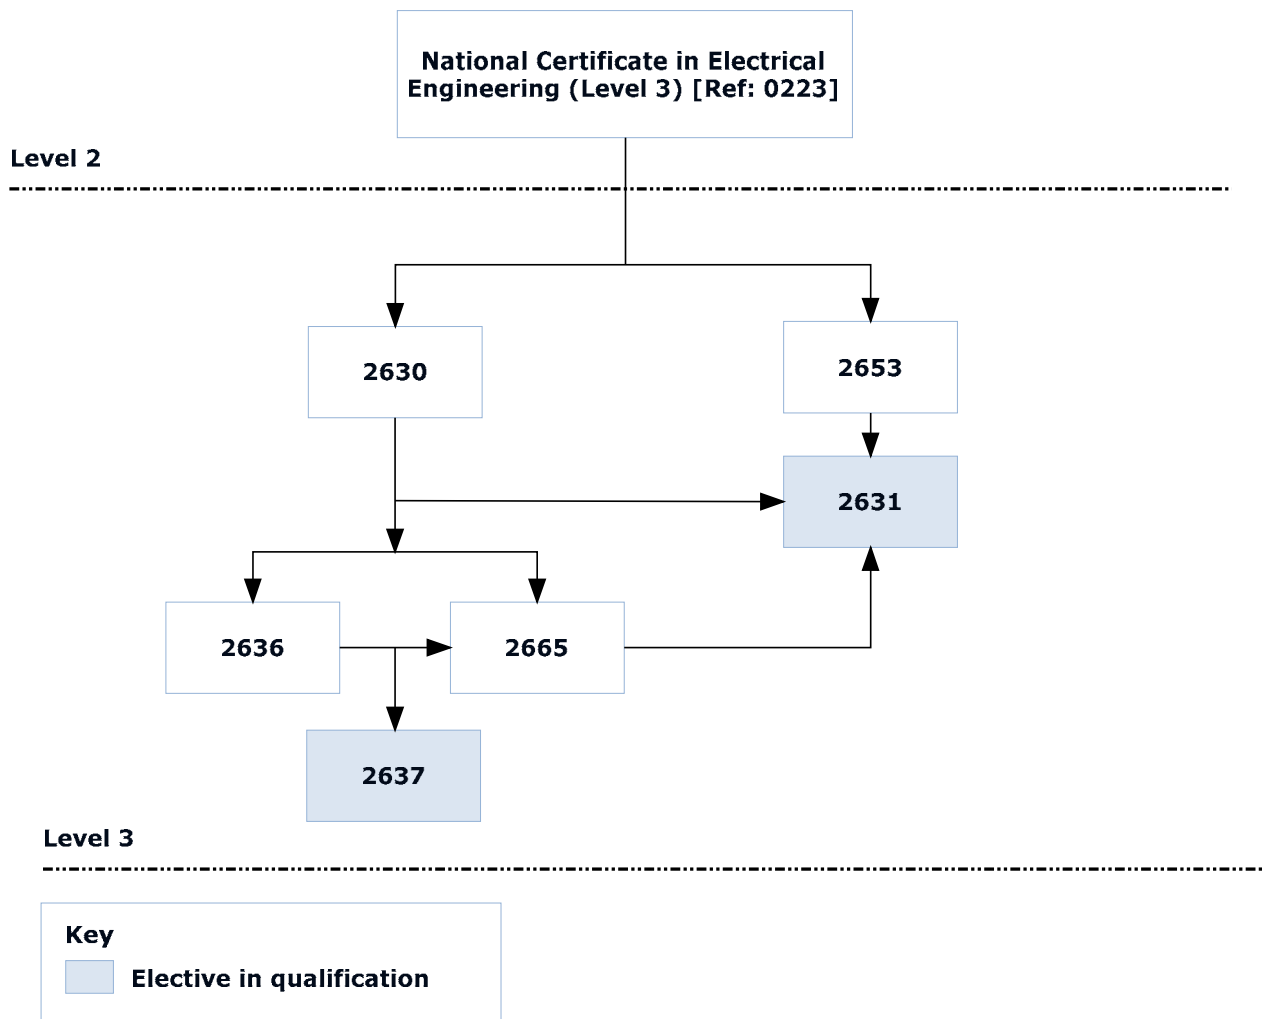 National Certificate in Electrical
Engineering (Level 3) [Ref: 0223]
Level 2
2630
2653
2631
2636
2665
2637
Level 3
Key
Elective in qualification